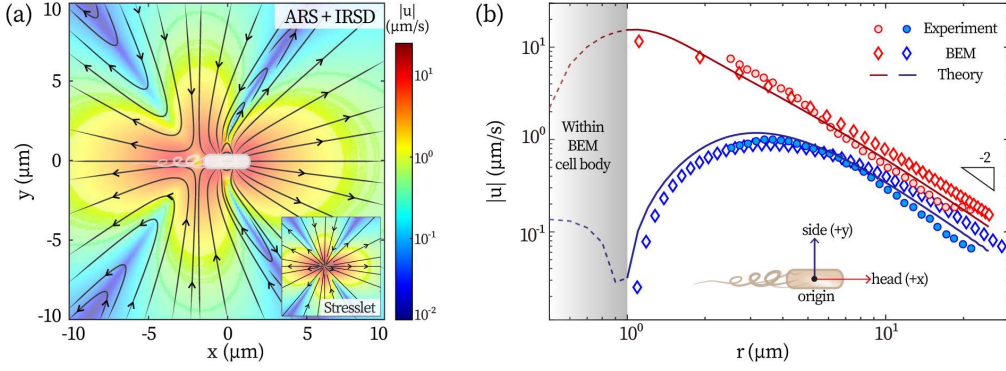 (a)
ARS + IRSD
|u|
(μm/s)
10
5
0
-5
-10
y (μm)
-10
-5
0
5
10
x (μm)
Stresslet
10¹
10⁰
10⁻¹
10⁻²
(b)
|u| (μm/s)
10¹
10⁰
10⁻¹
Within
BEM
cell body
Experiment
BEM
Theory
-2
side (+y)
head (+x)
origin
10⁰
10¹
r (μm)